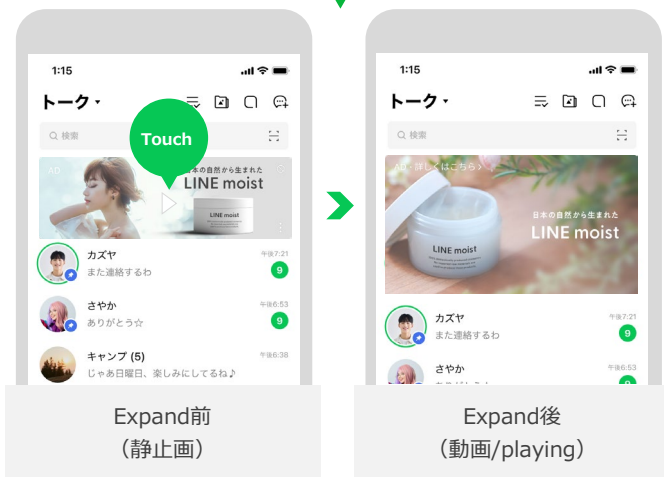 1:15
トーク
検索
Touch
AD
日本の自然から生まれた
LINE moist
LINE moist
カズヤ
午後7:21
また連絡するわ
9
さやか
午後6:53
ありがとう☆
9
キャンプ (5)
午後6:38
じゃあ日曜日、楽しみにしてるね♪
Expand前
（静止画）
1:15
トーク
検索
AD・詳しくはこちら>
日本の自然から生まれた
LINE moist
LINE moist
カズヤ
午後7:21
また連絡するわ
9
さやか
午後6:53
Expand後
（動画/playing）